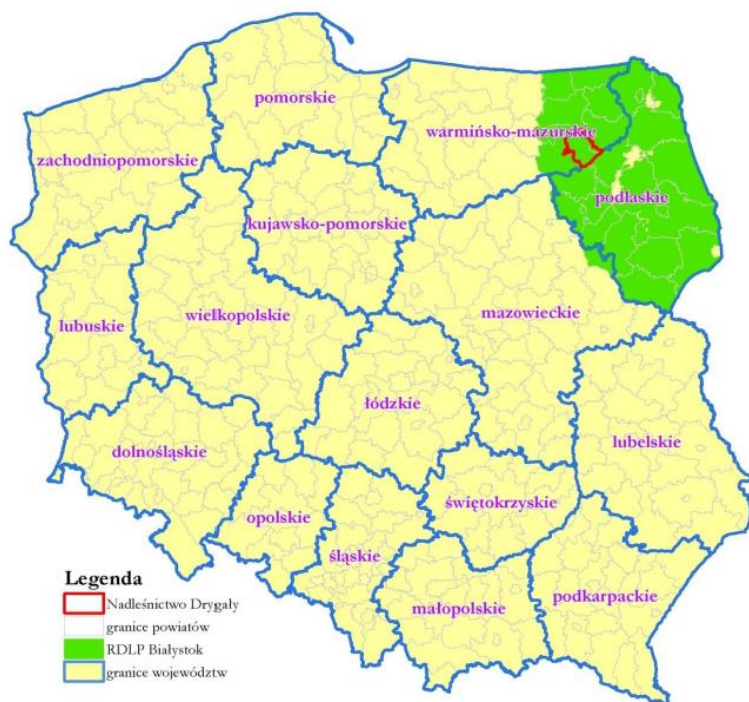 pomorskie
warmińsko-mazurskie
zachodniopomorskie
podlaskie
kujawsko-pomorskie
wielkopolskie
mazowieckie
lubuskie
łódzkie
dolnośląskie
lubelskie
świętokrzyskie
opolskie
śląskie
podkarpackie
małopolskie
Legenda
Nadleśnictwo Drygały
granice powiatów
RDLP Białystok
granice województw